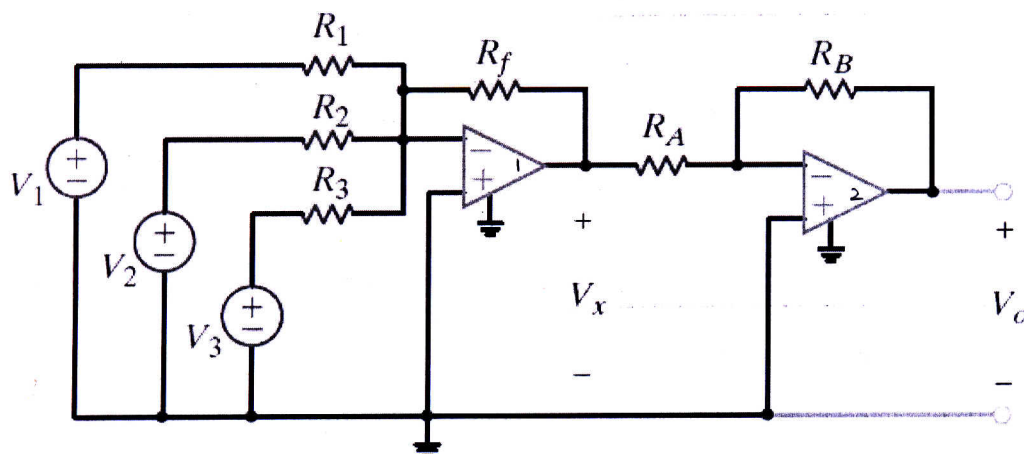 R1
Rf
RB
R2
RA
R3
V1
V2
V3
− + 1
− + 2
+
−
+
−
+
−
+
Vx
−
+
Vo
−